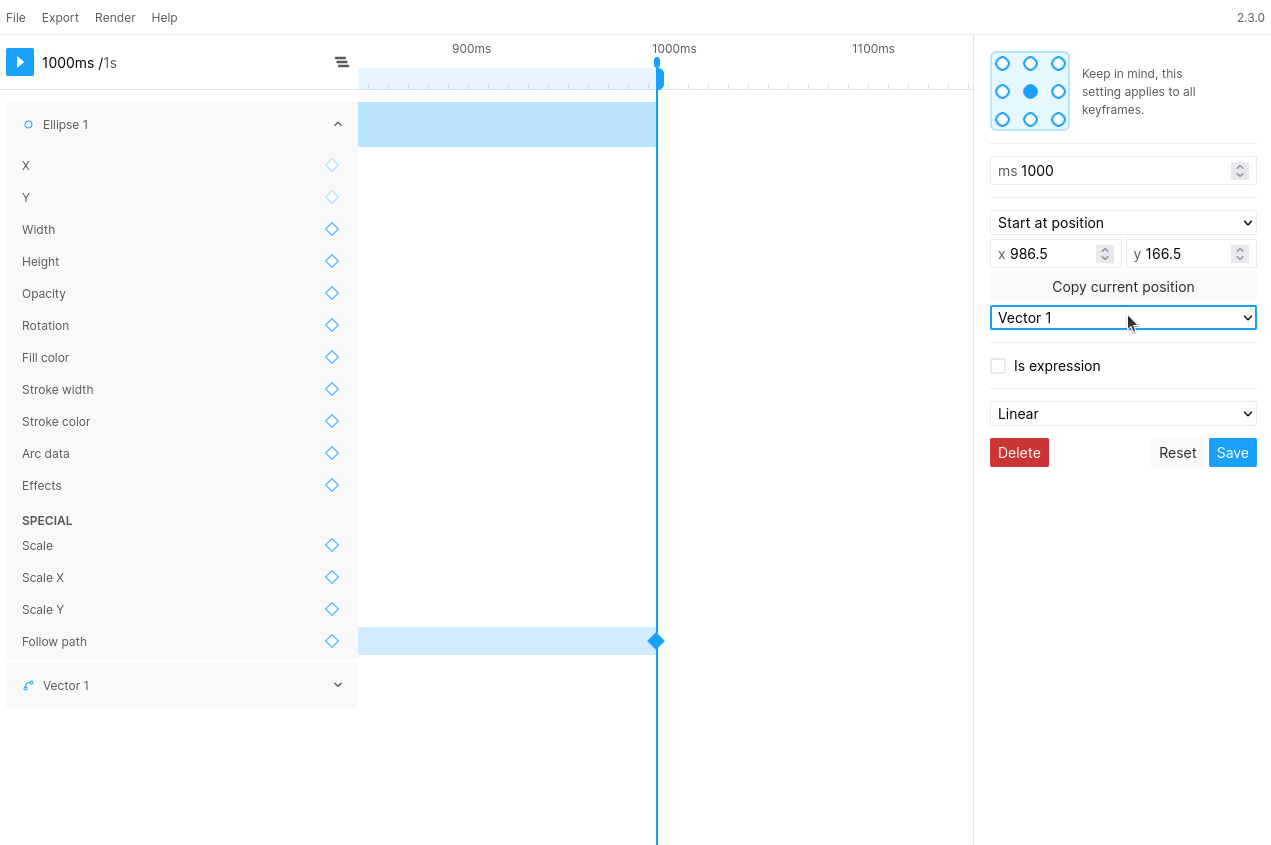 File Export Render Help 2.3.0
1000ms /1s
900ms 1000ms 1100ms
Keep in mind, this
setting applies to all
keyframes.
Ellipse 1
X
Y
Width
Height
Opacity
Rotation
Fill color
Stroke width
Stroke color
Arc data
Effects
SPECIAL
Scale
Scale X
Scale Y
Follow path
Vector 1
ms 1000
Start at position
x 986.5 y 166.5
Copy current position
Vector 1
Is expression
Linear
Delete Reset Save